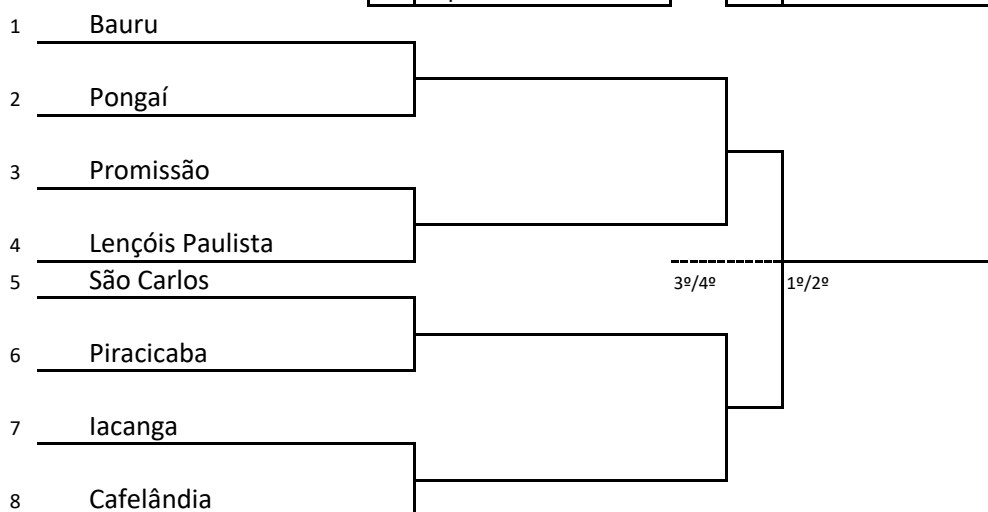 1 Bauru
2 Pongaí
3 Promissão
4 Lençóis Paulista
5 São Carlos
3º/4º 1º/2º
6 Piracicaba
7 Iacanga
8 Cafelândia